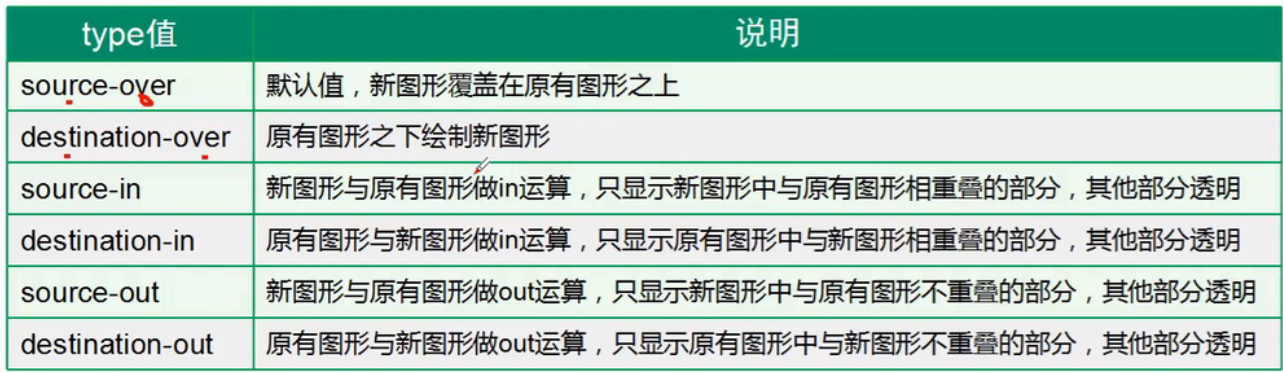 type值 说明
source-over 默认值，新图形覆盖在原有图形之上
destination-over 原有图形之下绘制新图形
source-in 新图形与原有图形做in运算，只显示新图形中与原有图形相重叠的部分，其他部分透明
destination-in 原有图形与新图形做in运算，只显示原有图形中与新图形相重叠的部分，其他部分透明
source-out 新图形与原有图形做out运算，只显示新图形中与原有图形不重叠的部分，其他部分透明
destination-out 原有图形与新图形做out运算，只显示原有图形中与新图形不重叠的部分，其他部分透明